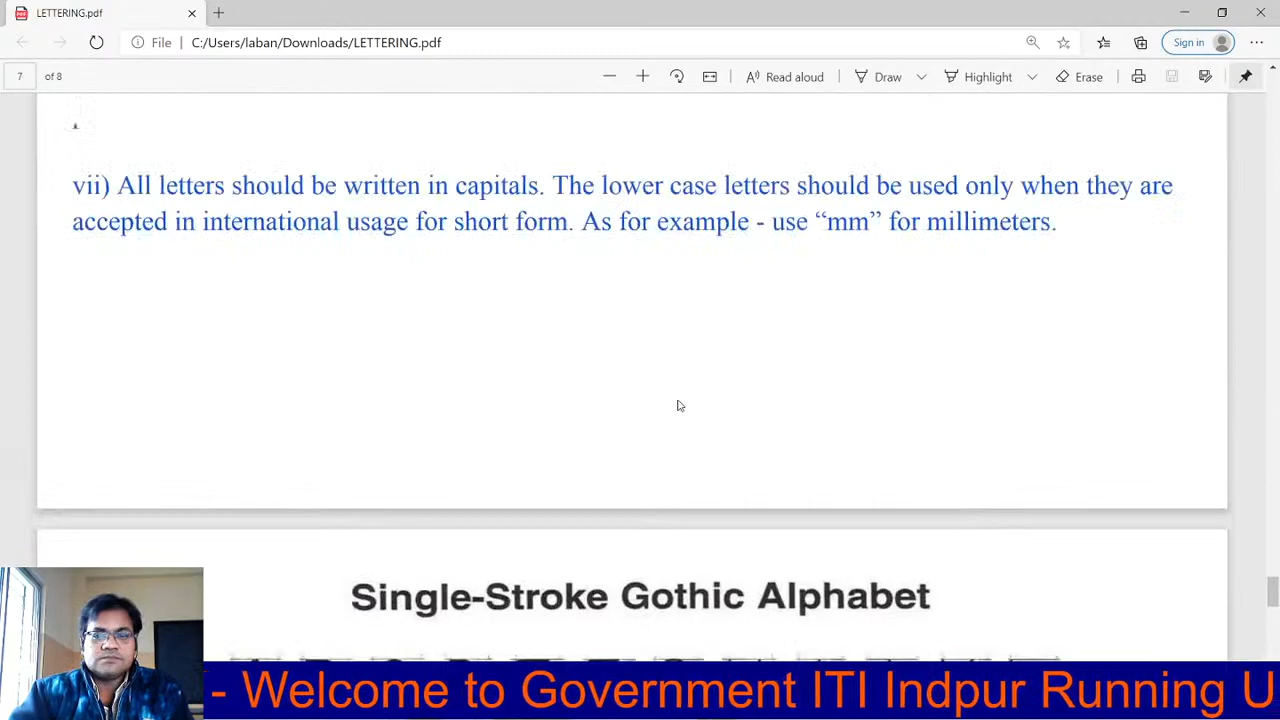 LETTERING.pdf
File
C:/Users/laban/Downloads/LETTERING.pdf
Sign in
7 of 8
Read aloud
Draw
Highlight
Erase
vii) All letters should be written in capitals. The lower case letters should be used only when they are
accepted in international usage for short form. As for example - use “mm” for millimeters.
Single-Stroke Gothic Alphabet
- Welcome to Government ITI Indpur Running U